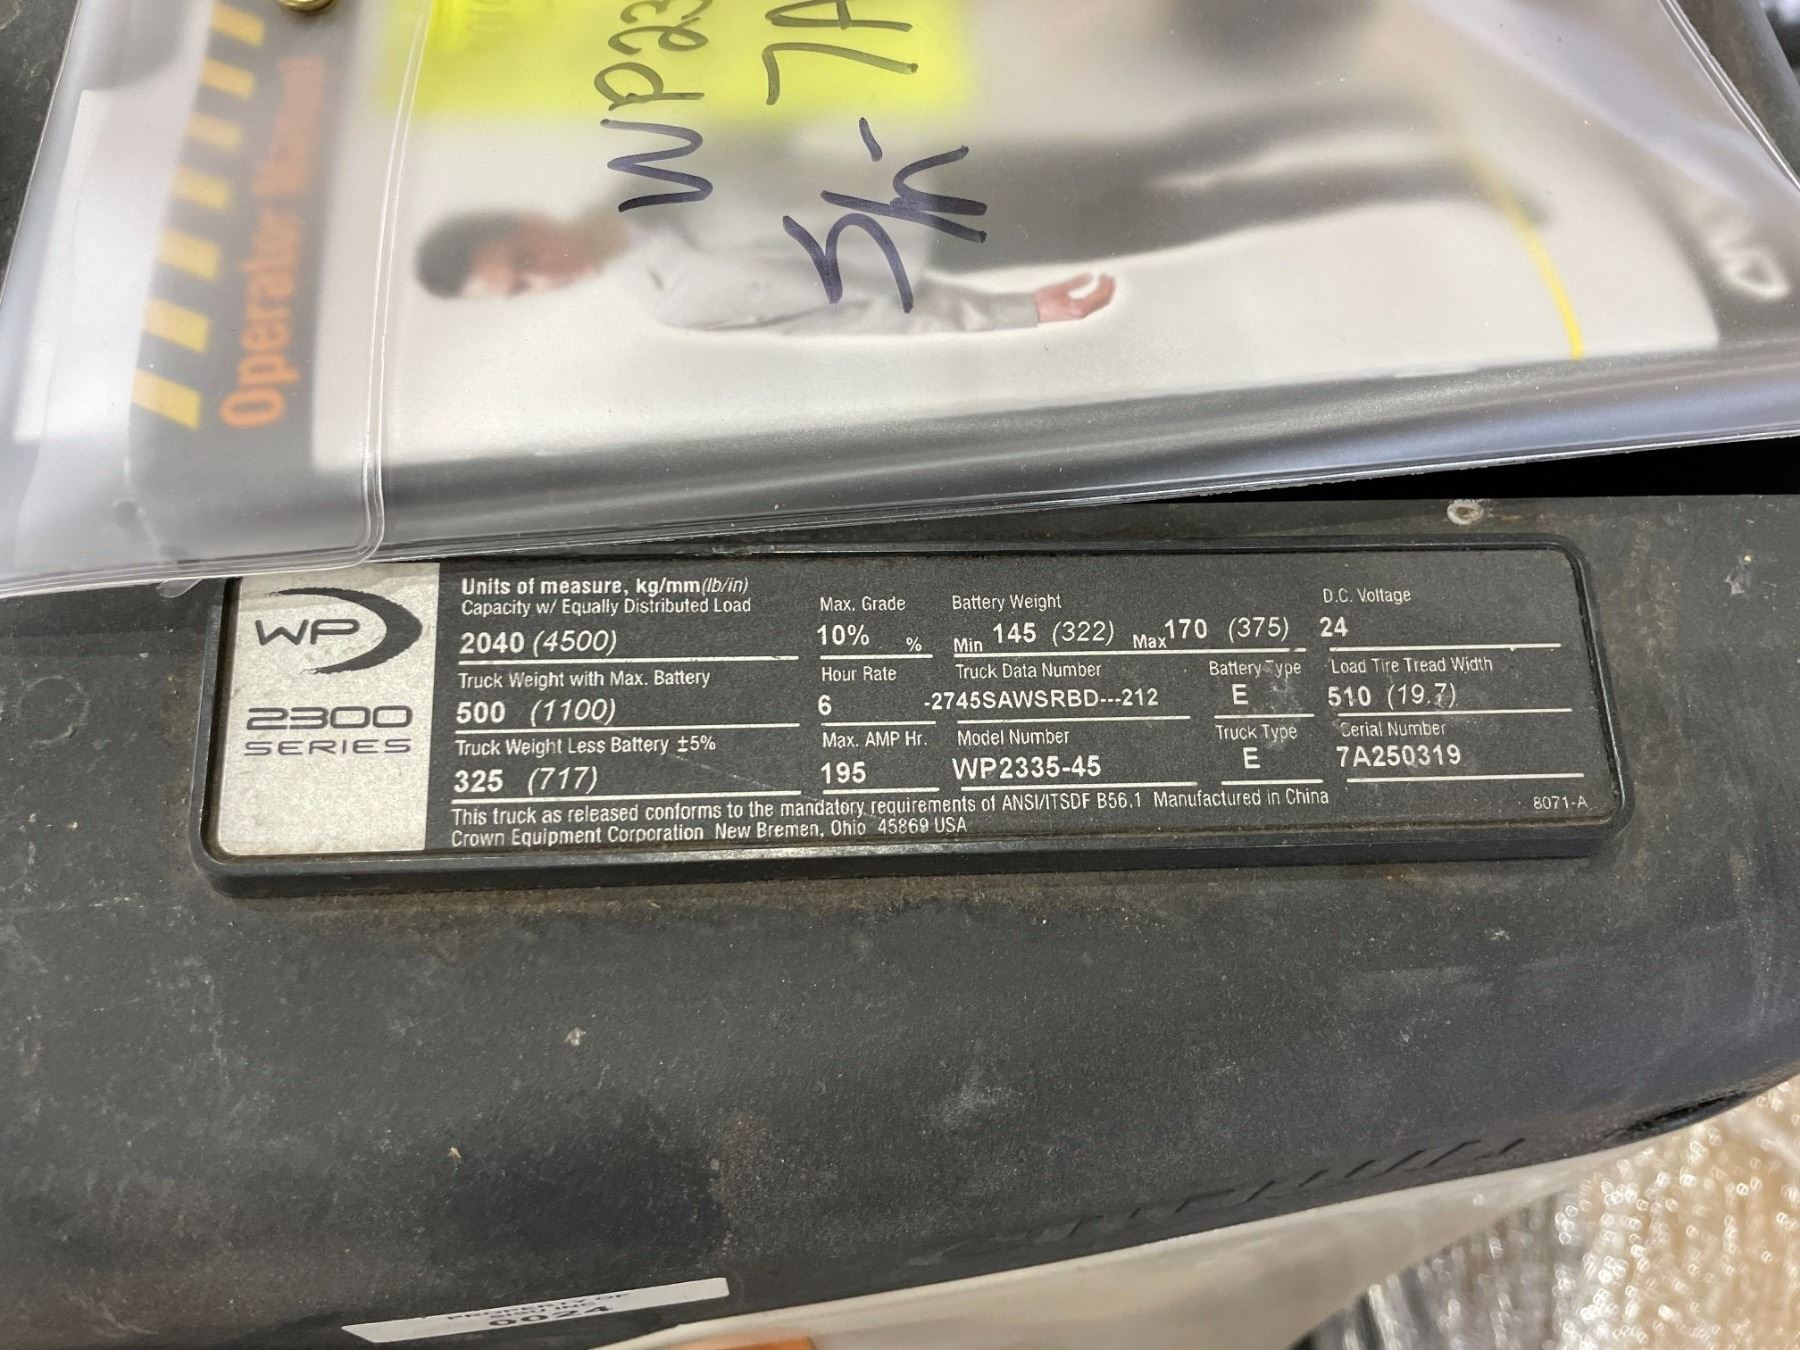 Operator Manual
WP23
Sn- 7A
WP
2300
SERIES
Units of measure, kg/mm(lb/in)
Capacity w/ Equally Distributed Load
2040 (4500)
Truck Weight with Max. Battery
500 (1100)
Truck Weight Less Battery ±5%
325 (717)
Max. Grade
10% %
Hour Rate
6
Max. AMP Hr.
195
Battery Weight
Min 145 (322) Max 170 (375)
Truck Data Number
-2745SAWSRBD---212
Model Number
WP2335-45
Battery Type
E
Truck Type
E
D.C. Voltage
24
Load Tire Tread Width
510 (19.7)
Serial Number
7A250319
This truck as released conforms to the mandatory requirements of ANSI/ITSDF B56.1 Manufactured in China
Crown Equipment Corporation New Bremen, Ohio 45869 USA
8071-A
PROPERTY OF
0024